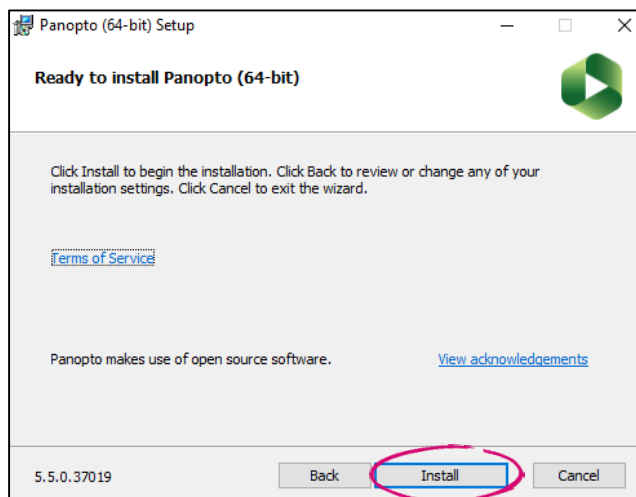 Panopto (64-bit) Setup
Ready to install Panopto (64-bit)
Click Install to begin the installation. Click Back to review or change any of your
installation settings. Click Cancel to exit the wizard.
Terms of Service
Panopto makes use of open source software. View acknowledgements
5.5.0.37019 Back Install Cancel